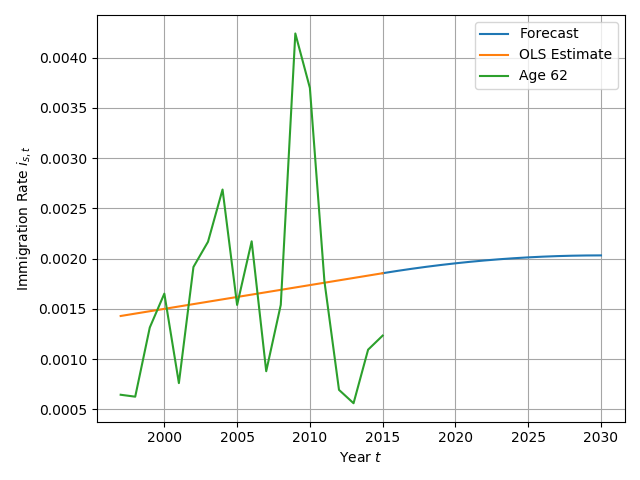 Forecast
OLS Estimate
Age 62
0.0040
0.0035
0.0030
0.0025
0.0020
0.0015
0.0010
0.0005
Immigration Rate i_{s,t}
2000 2005 2010 2015 2020 2025 2030
Year t